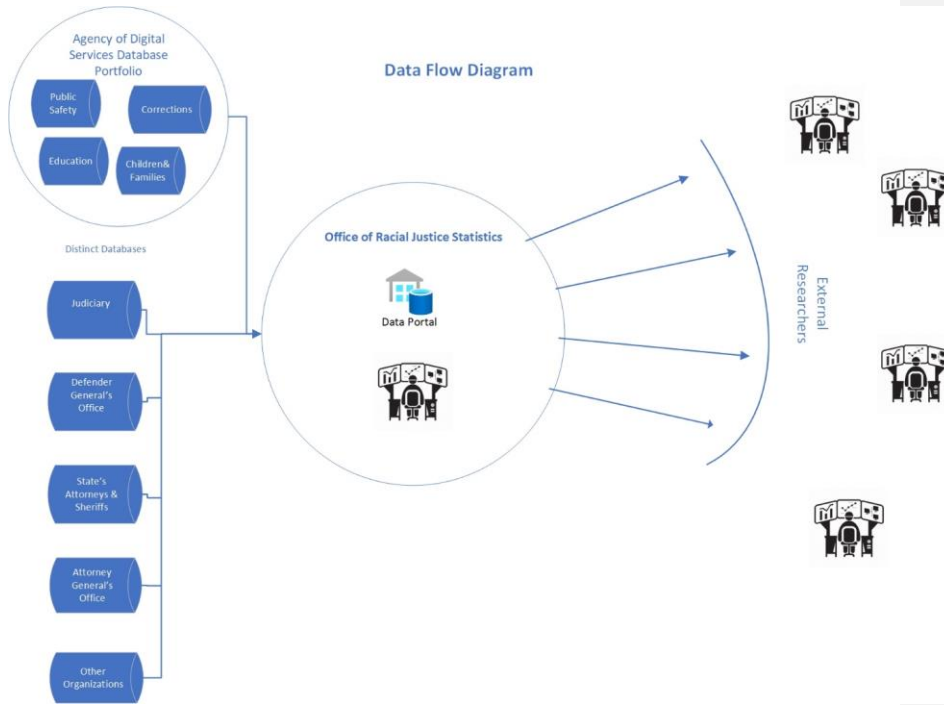 Agency of Digital
Services Database
Portfolio
Public
Safety
Corrections
Education
Children&
Families
Data Flow Diagram
Distinct Databases
Judiciary
Defender
General's
Office
State's
Attorneys &
Sheriffs
Attorney
General's
Office
Other
Organizations
Office of Racial Justice Statistics
Data Portal
External
Researchers